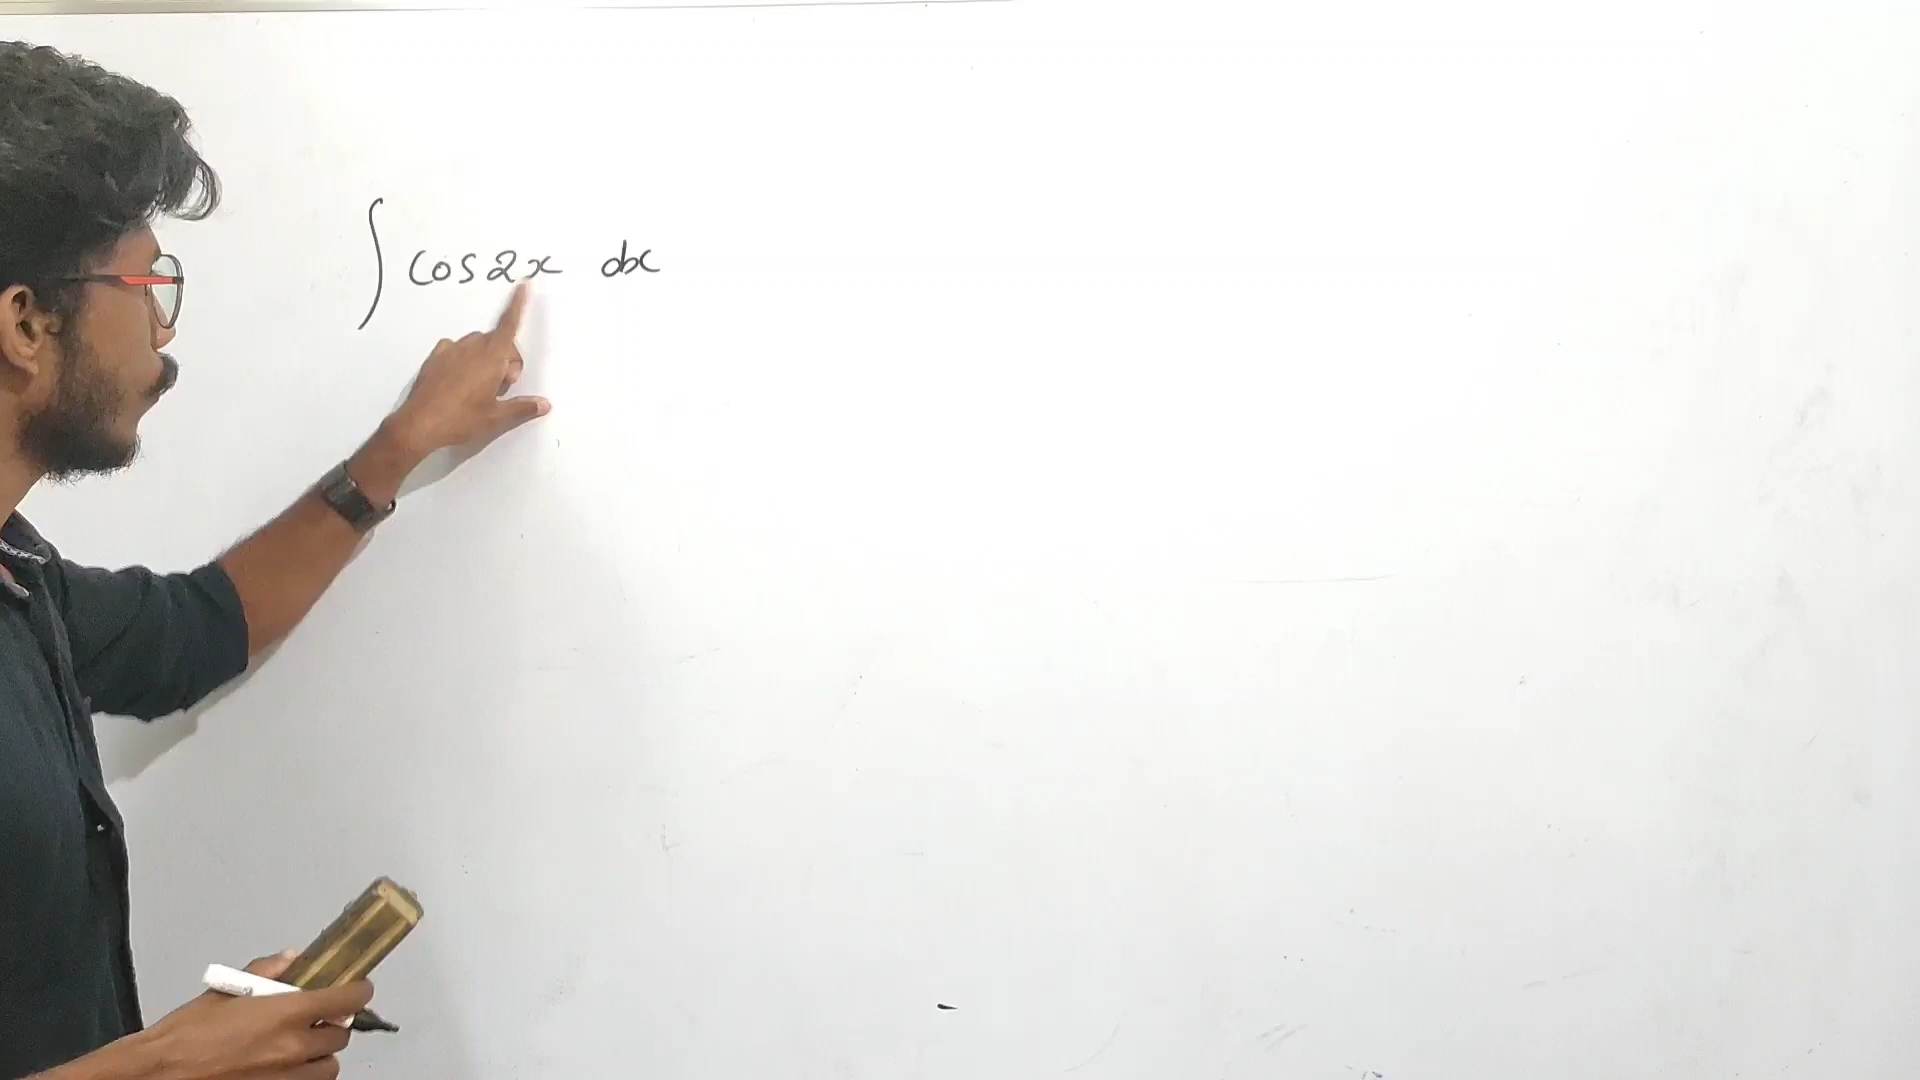 ∫ cos2x dx